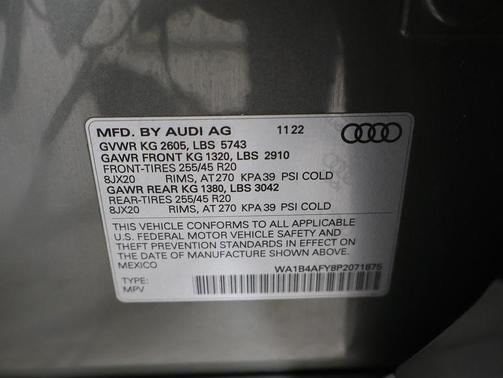 MFD. BY AUDI AG 11 22
GVWR KG 2605, LBS 5743
GAWR FRONT KG 1320, LBS 2910
FRONT-TIRES 255/45 R20
8JX20 RIMS, AT 270 KPA 39 PSI COLD
GAWR REAR KG 1380, LBS 3042
REAR-TIRES 255/45 R20
8JX20 RIMS, AT 270 KPA 39 PSI COLD
THIS VEHICLE CONFORMS TO ALL APPLICABLE
U.S. FEDERAL MOTOR VEHICLE SAFETY AND
THEFT PREVENTION STANDARDS IN EFFECT ON
THE DATE OF MANUFACTURE SHOWN ABOVE.
MEXICO
WA1B4AFY8P2071875
TYPE:
MPV